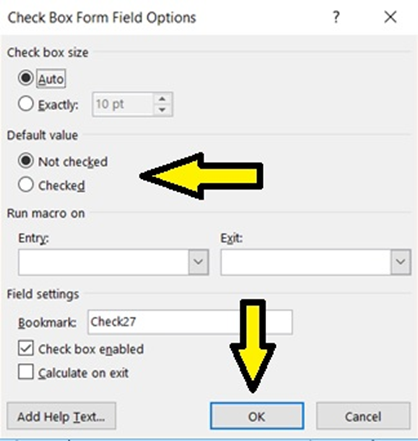 Check Box Form Field Options ? ×
Check box size
Auto
Exactly: 10 pt
Default value
Not checked
Checked
Run macro on
Entry: Exit:
Field settings
Bookmark: Check27
Check box enabled
Calculate on exit
Add Help Text... OK Cancel